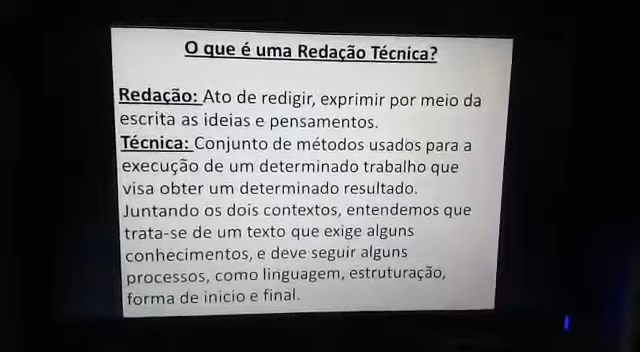 O que é uma Redação Técnica?
Redação: Ato de redigir, exprimir por meio da
escrita as ideias e pensamentos.
Técnica: Conjunto de métodos usados para a
execução de um determinado trabalho que
visa obter um determinado resultado.
Juntando os dois contextos, entendemos que
trata-se de um texto que exige alguns
conhecimentos, e deve seguir alguns
processos, como linguagem, estruturação,
forma de inicio e final.